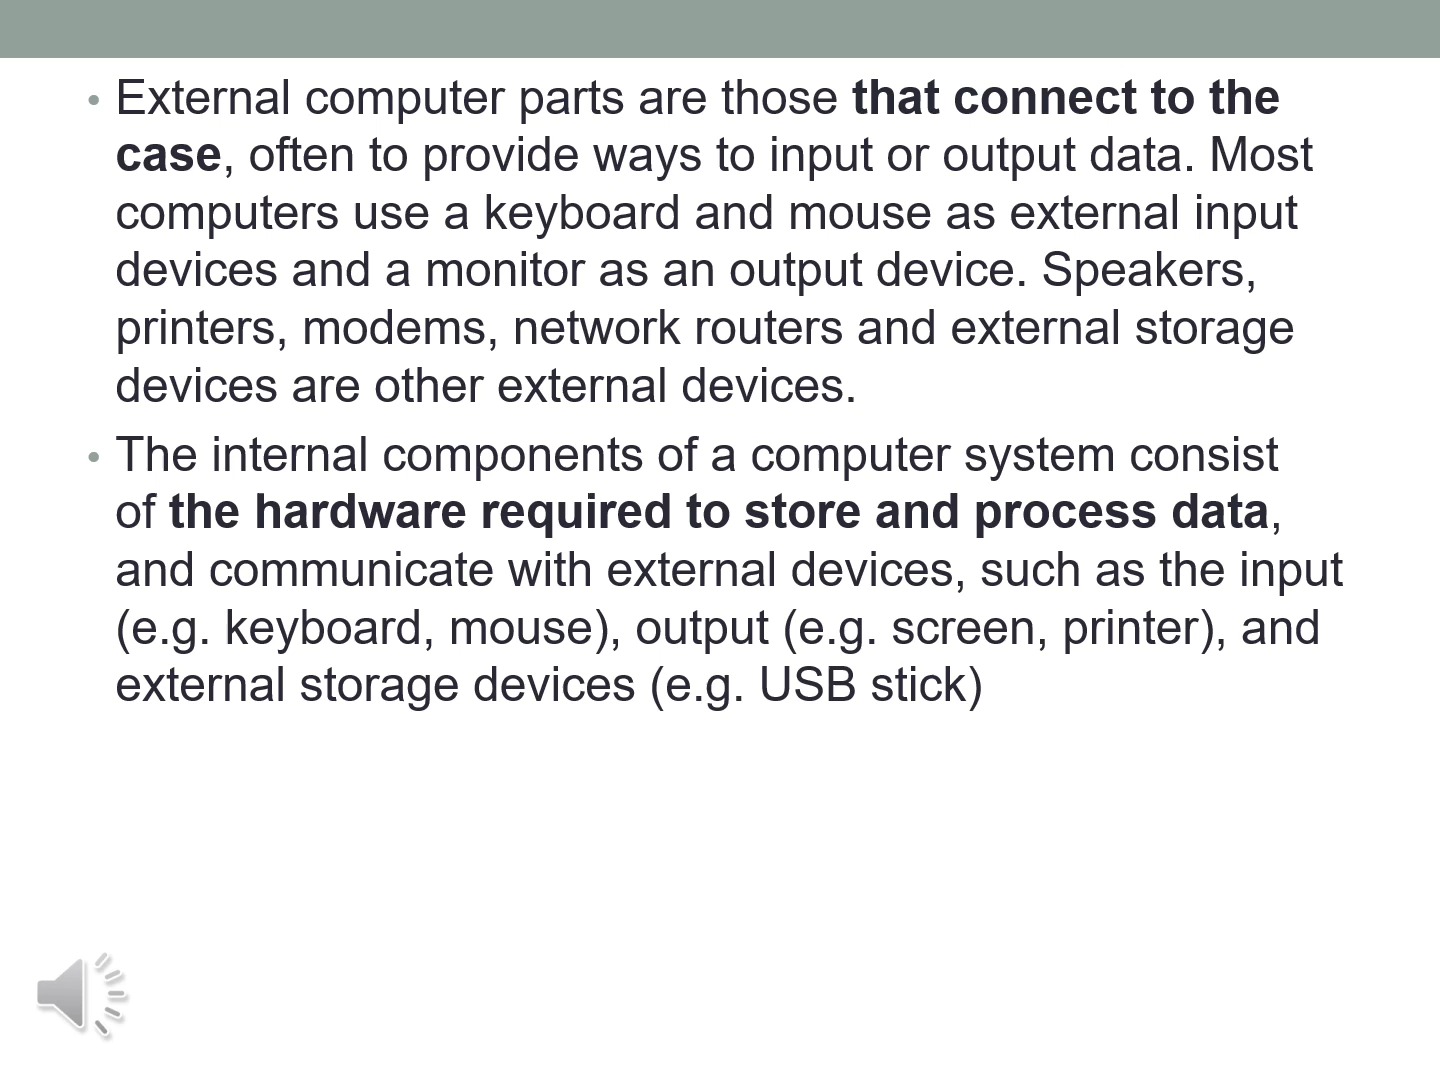 • External computer parts are those that connect to the
case, often to provide ways to input or output data. Most
computers use a keyboard and mouse as external input
devices and a monitor as an output device. Speakers,
printers, modems, network routers and external storage
devices are other external devices.
• The internal components of a computer system consist
of the hardware required to store and process data,
and communicate with external devices, such as the input
(e.g. keyboard, mouse), output (e.g. screen, printer), and
external storage devices (e.g. USB stick)